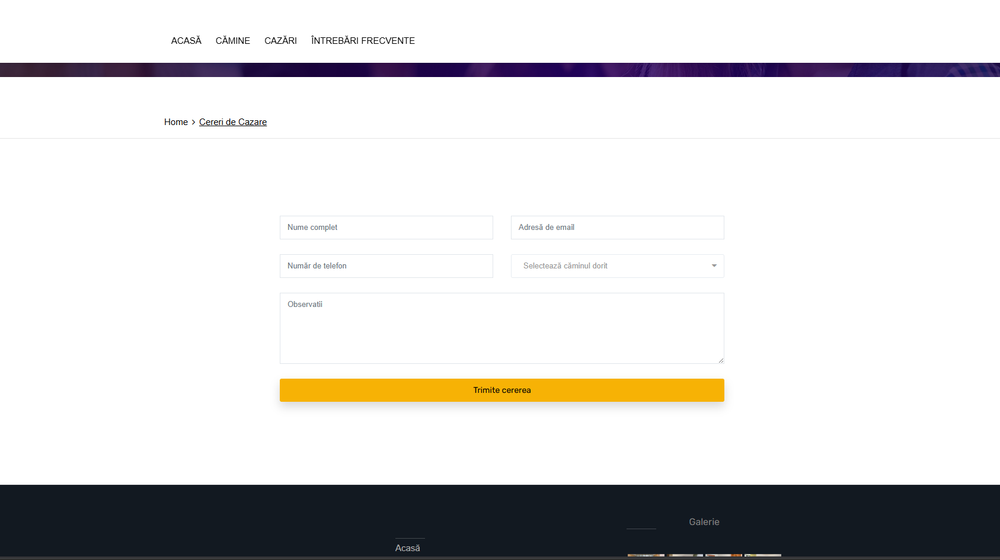 ACASĂ CĂMINE CAZĂRI ÎNTREBĂRI FRECVENTE
Home > Cereri de Cazare
Nume complet
Adresă de email
Număr de telefon
Selectează căminul dorit
Observatii
Trimite cererea
Galerie
Acasă